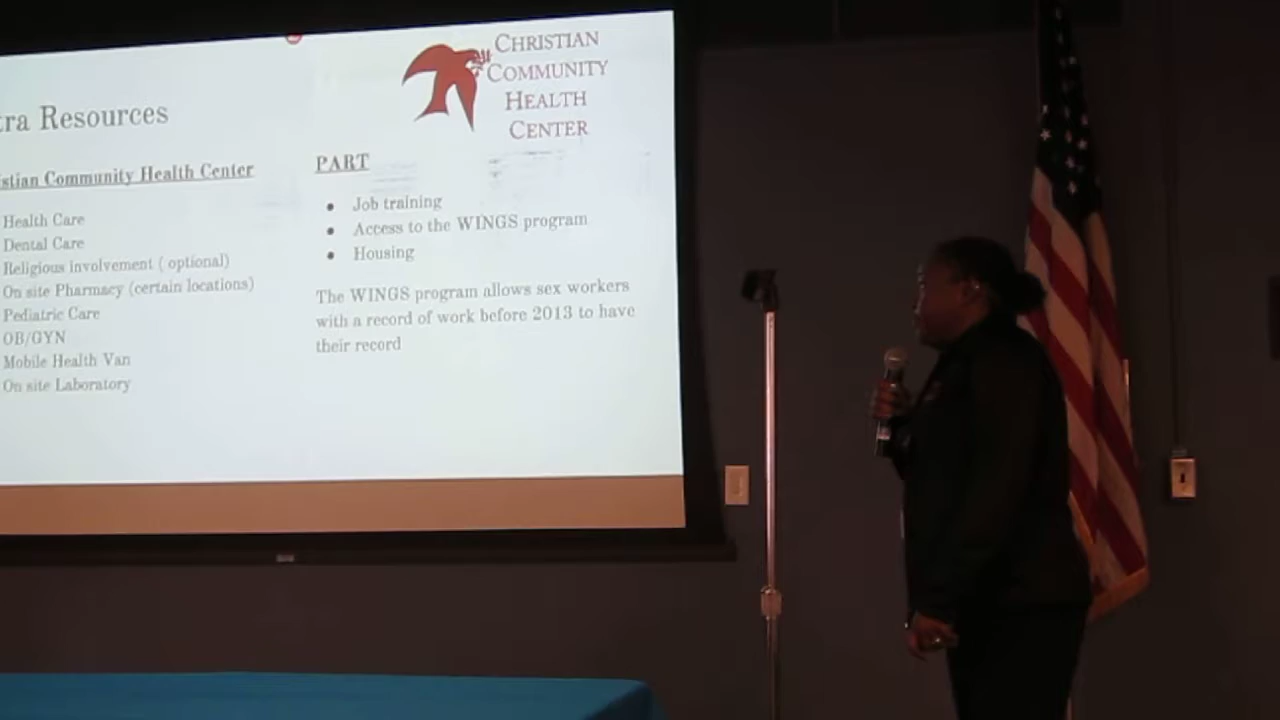 tra Resources
CHRISTIAN
COMMUNITY
HEALTH
CENTER
stian Community Health Center
Health Care
Dental Care
Religious involvement ( optional)
On site Pharmacy (certain locations)
Pediatric Care
OB/GYN
Mobile Health Van
On site Laboratory
PART
• Job training
• Access to the WINGS program
• Housing
The WINGS program allows sex workers
with a record of work before 2013 to have
their record